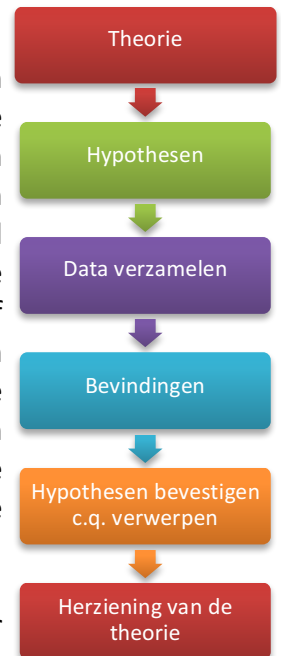 Theorie
Hypothesen
Data verzamelen
Bevindingen
Hypothesen bevestigen
c.q. verwerpen
Herziening van de
theorie